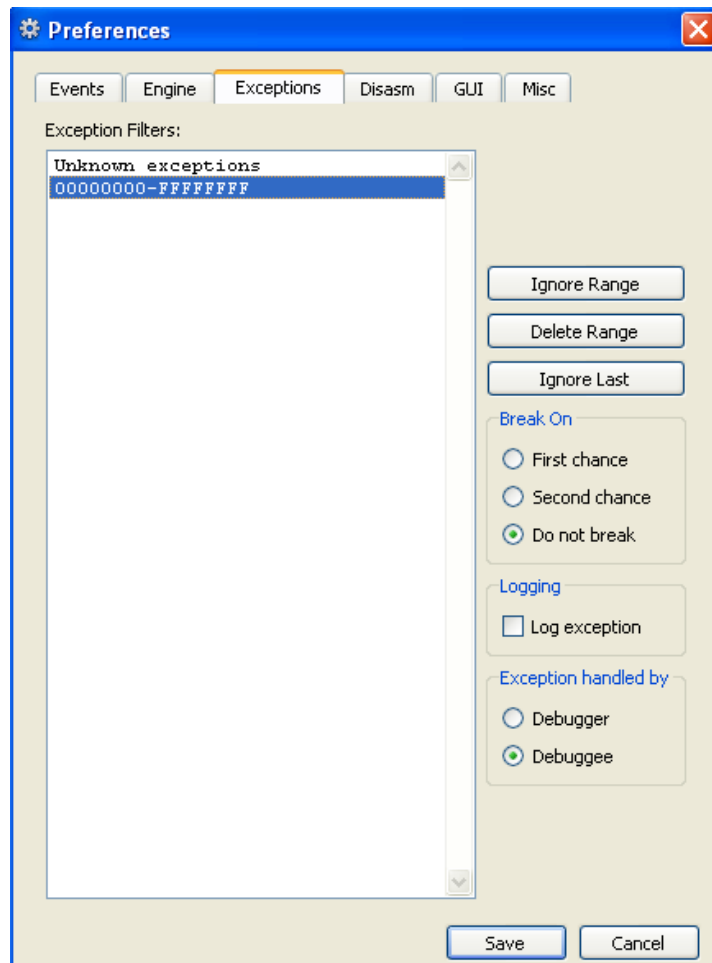 Preferences
Events Engine Exceptions Disasm GUI Misc
Exception Filters:
Unknown exceptions
00000000-FFFFFFFF
Ignore Range
Delete Range
Ignore Last
Break On
First chance
Second chance
Do not break
Logging
Log exception
Exception handled by
Debugger
Debuggee
Save Cancel